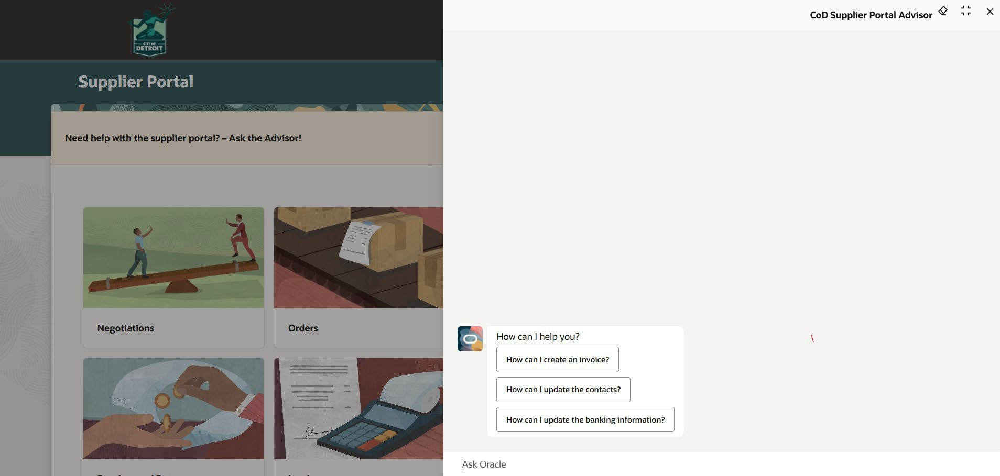 CITY OF
DETROIT
Supplier Portal
Need help with the supplier portal? – Ask the Advisor!
Negotiations
Orders
CoD Supplier Portal Advisor
How can I help you?
\
How can I create an invoice?
How can I update the contacts?
How can I update the banking information?
Ask Oracle